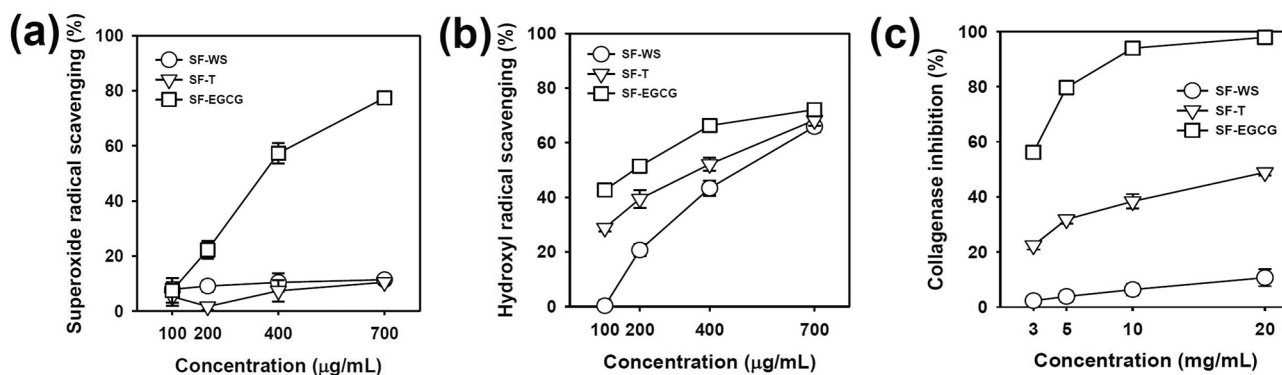 (a)
Superoxide radical scavenging (%)
100
80
60
40
20
0
SF-WS
SF-T
SF-EGCG
100 200 400 700
Concentration (μg/mL)
(b)
Hydroxyl radical scavenging (%)
100
80
60
40
20
0
SF-WS
SF-T
SF-EGCG
100 200 400 700
Concentration (μg/mL)
(c)
Collagenase inhibition (%)
100
80
60
40
20
0
SF-WS
SF-T
SF-EGCG
3 5 10 20
Concentration (mg/mL)